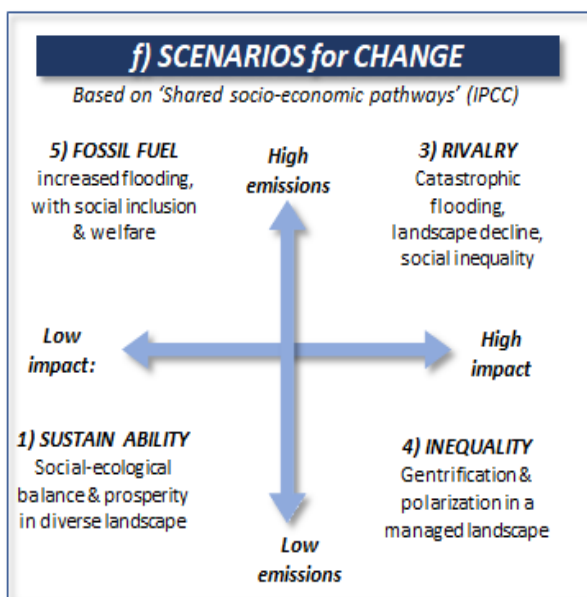 f) SCENARIOS for CHANGE
Based on ‘Shared socio-economic pathways’ (IPCC)
5) FOSSIL FUEL
increased flooding,
with social inclusion
& welfare
High
emissions
3) RIVALRY
Catastrophic
flooding,
landscape decline,
social inequality
Low
impact:
High
impact
1) SUSTAIN ABILITY
Social-ecological
balance & prosperity
in diverse landscape
4) INEQUALITY
Gentrification &
polarization in a
managed landscape
Low
emissions